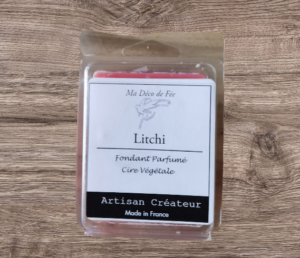 Ma Déco de Fée
Litchi
Fondant Parfumé
Cire Végétale
Artisan Créateur
Made in France